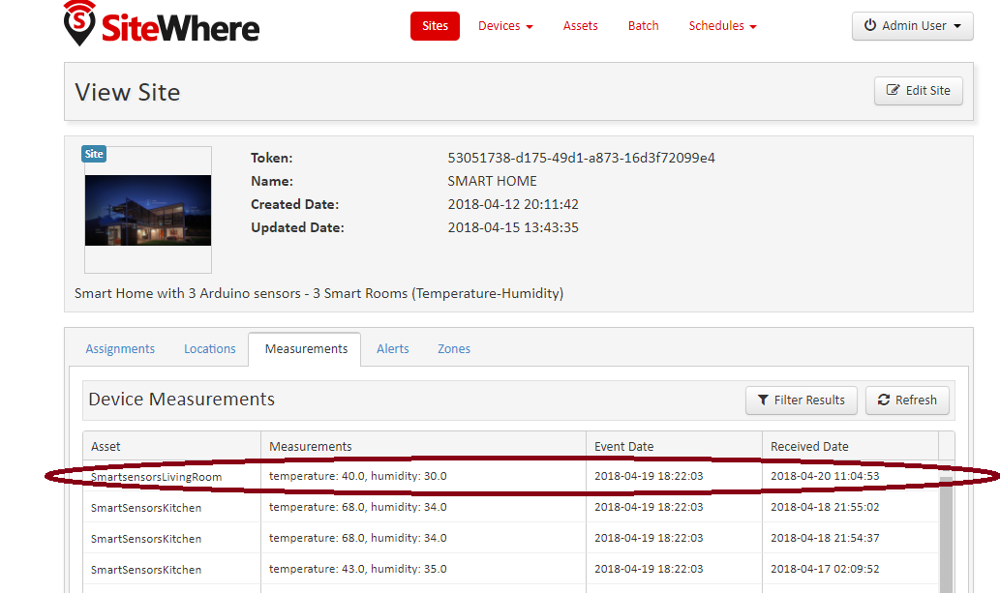 SiteWhere
Sites Devices Assets Batch Schedules Admin User
View Site
Edit Site
Site
Token: 53051738-d175-49d1-a873-16d3f72099e4
Name: SMART HOME
Created Date: 2018-04-12 20:11:42
Updated Date: 2018-04-15 13:43:35
Smart Home with 3 Arduino sensors - 3 Smart Rooms (Temperature-Humidity)
Assignments Locations Measurements Alerts Zones
Device Measurements
Filter Results Refresh
Asset Measurements Event Date Received Date
SmartsensorsLivingRoom temperature: 40.0, humidity: 30.0 2018-04-19 18:22:03 2018-04-20 11:04:53
SmartSensorsKitchen temperature: 68.0, humidity: 34.0 2018-04-19 18:22:03 2018-04-18 21:55:02
SmartSensorsKitchen temperature: 68.0, humidity: 34.0 2018-04-19 18:22:03 2018-04-18 21:54:37
SmartSensorsKitchen temperature: 43.0, humidity: 35.0 2018-04-19 18:22:03 2018-04-17 02:09:52